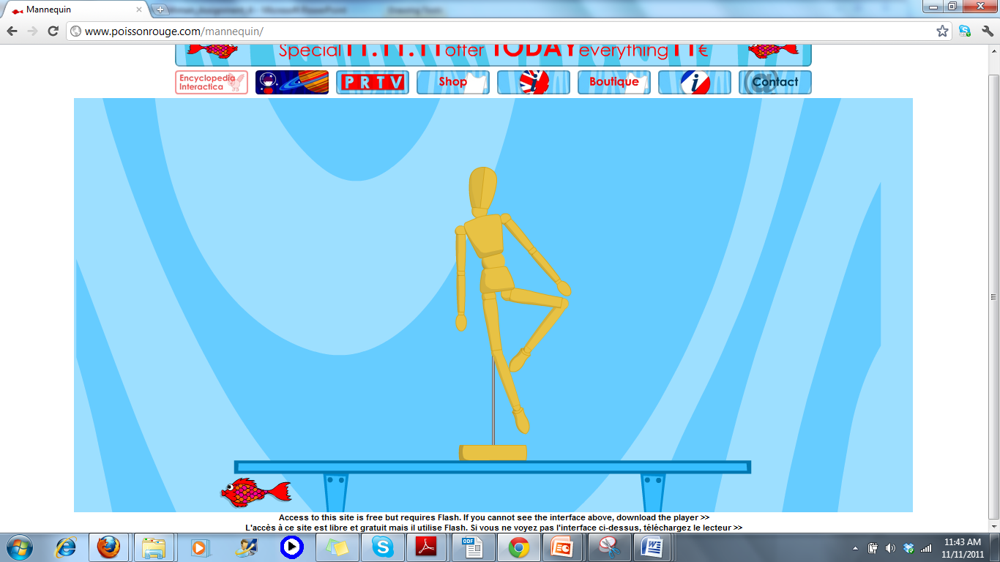 Mannequin
www.poissonrouge.com/mannequin/
Special 11.11.11 offer TODAY everything 11€
Encyclopedia
Interactica
PRTV
Shop
i
Boutique
i
@ Contact
Access to this site is free but requires Flash. If you cannot see the interface above, download the player >>
L'accès à ce site est libre et gratuit mais il utilise Flash. Si vous ne voyez pas l'interface ci-dessus, téléchargez le lecteur >>
ODF
11:43 AM
11/11/2011